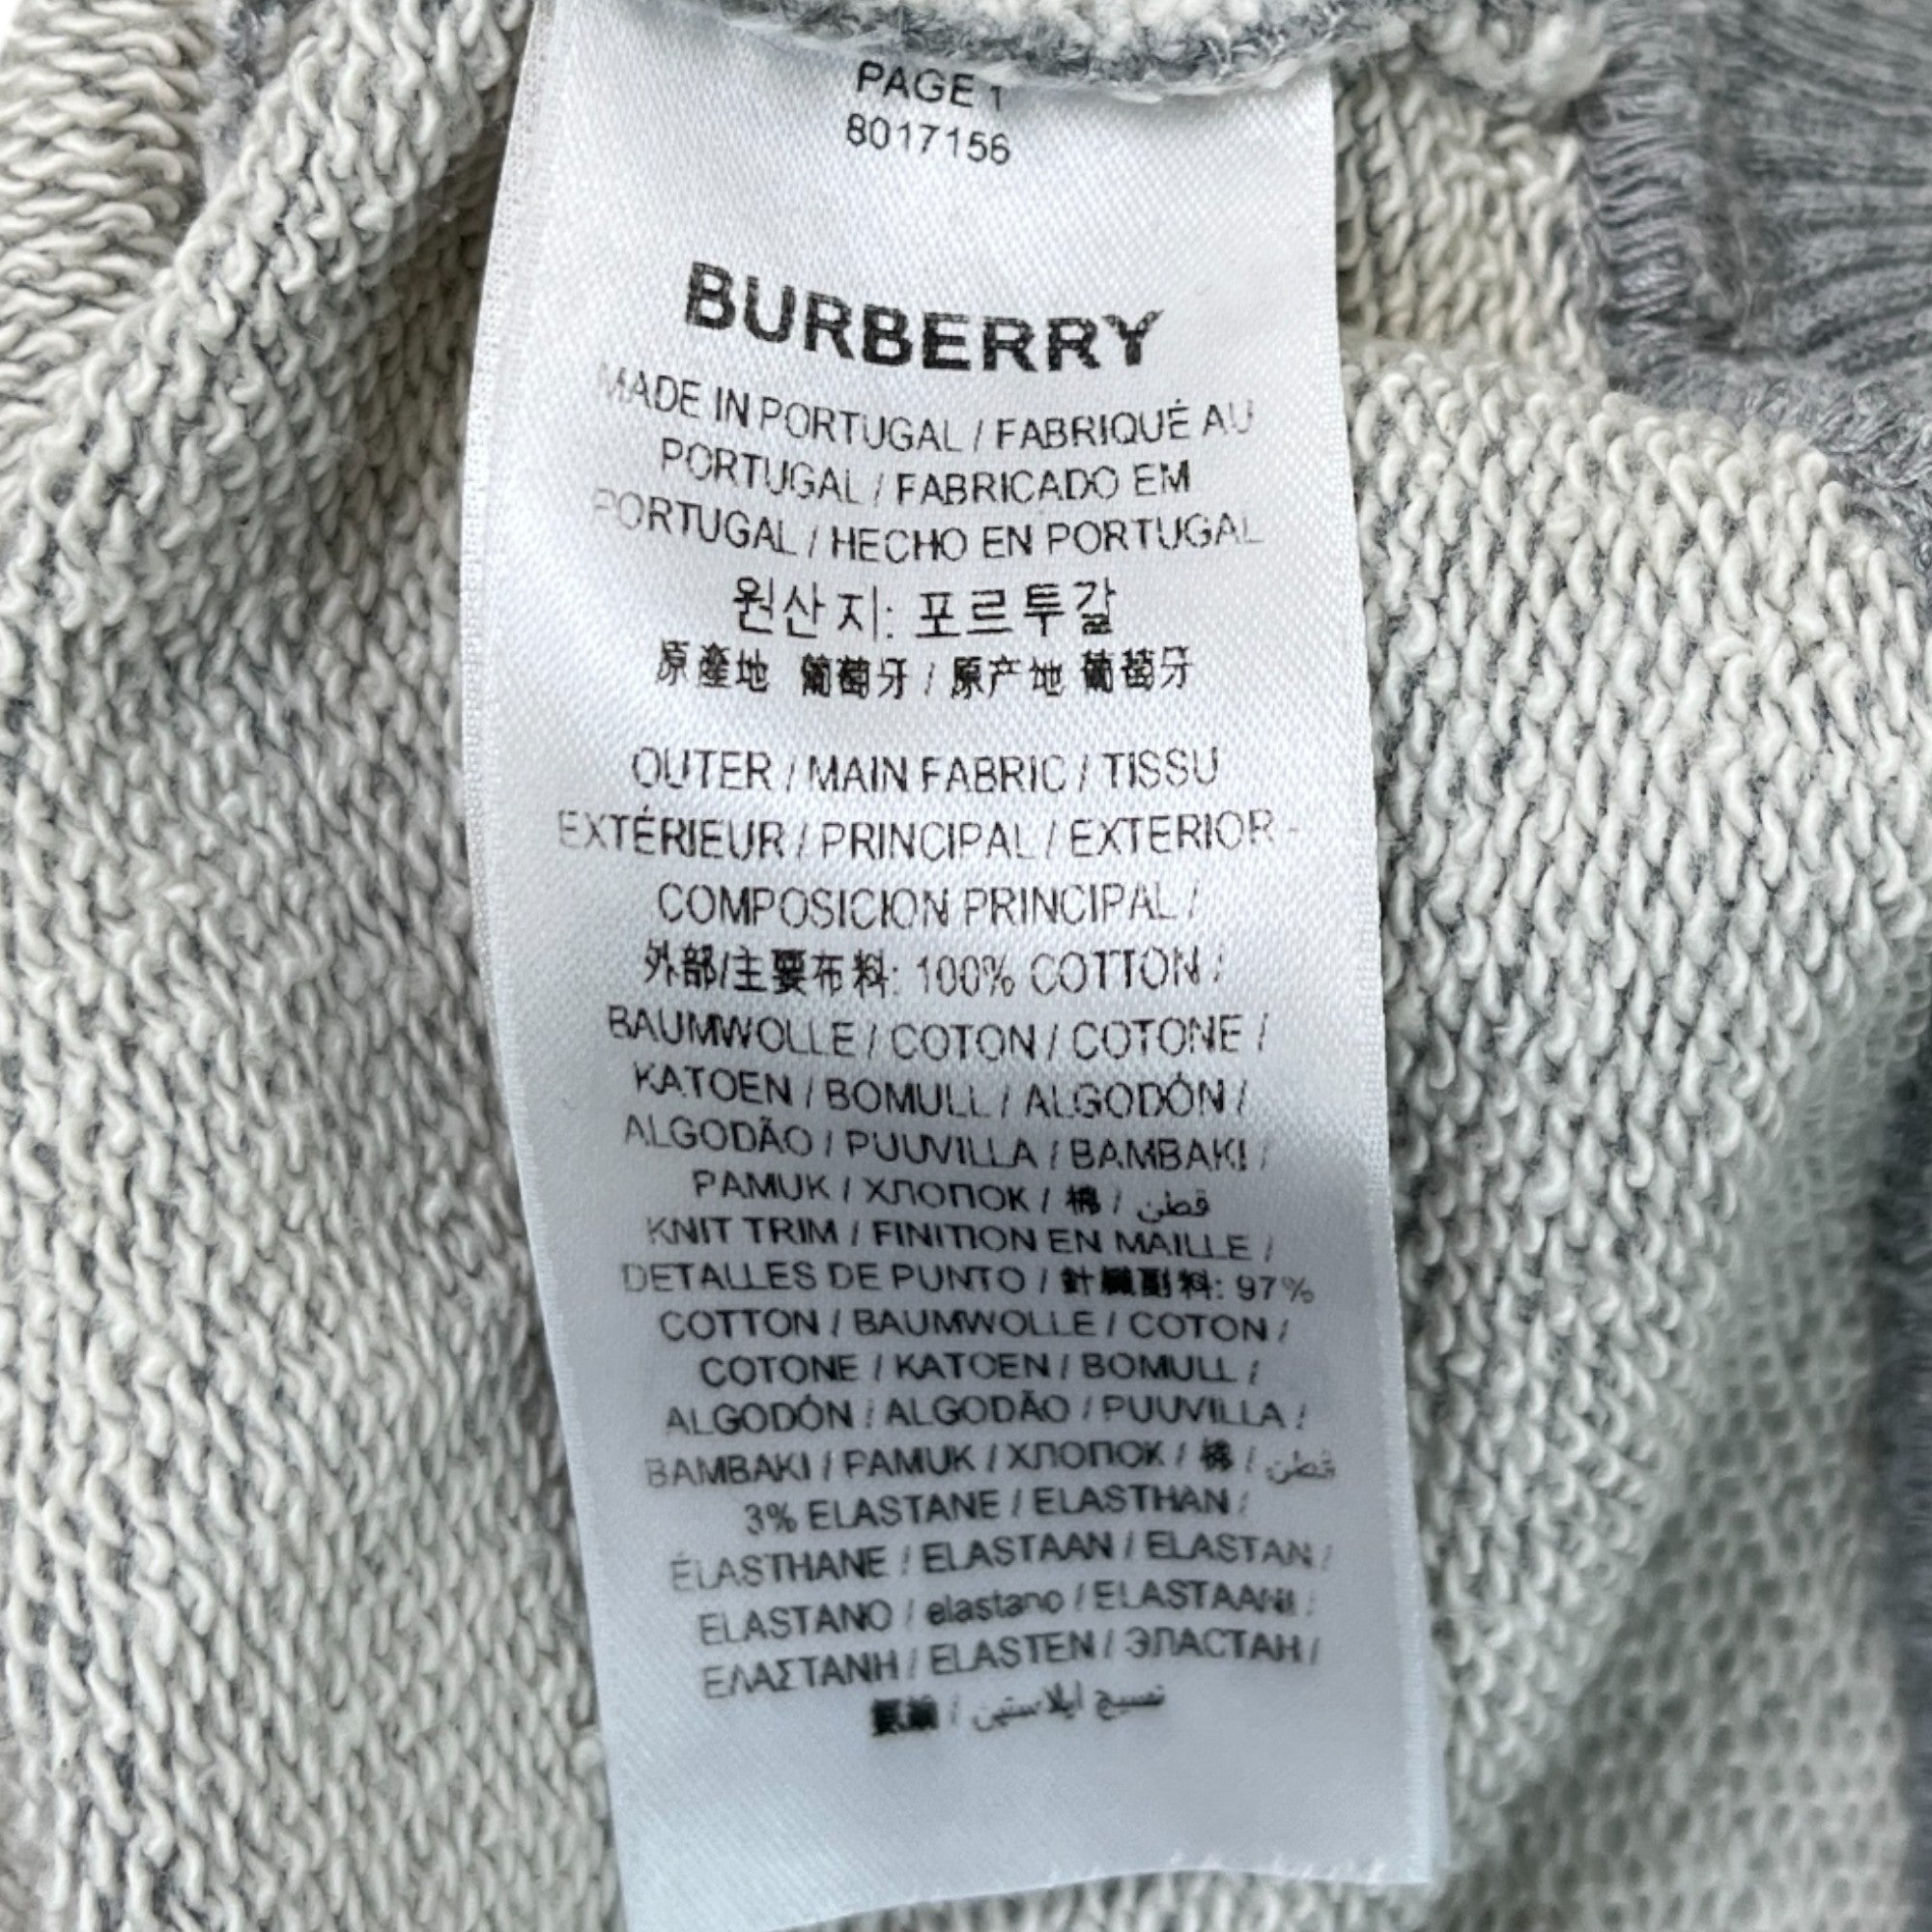 PAGE 1
8017156
BURBERRY
MADE IN PORTUGAL / FABRIQUÉ AU
PORTUGAL / FABRICADO EM
PORTUGAL / HECHO EN PORTUGAL
원산지: 포르투갈
原產地 葡萄牙 / 原产地 葡萄牙
OUTER / MAIN FABRIC / TISSU
EXTÉRIEUR / PRINCIPAL / EXTERIOR -
COMPOSICION PRINCIPAL /
外部/主要布料: 100% COTTON /
BAUMWOLLE / COTON / COTONE /
KATOEN / BOMULL / ALGODÓN /
ALGODÃO / PUUVILLA / BAMBAKI /
PAMUK / ХЛОПОК / 棉 / قطن
KNIT TRIM / FINITION EN MAILLE /
DETALLES DE PUNTO / 針織副料: 97%
COTTON / BAUMWOLLE / COTON /
COTONE / KATOEN / BOMULL /
ALGODÓN / ALGODÃO / PUUVILLA /
BAMBAKI / PAMUK / ХЛОПОК / 棉 / قطن
3% ELASTANE / ELASTHAN /
ÉLASTHANE / ELASTAAN / ELASTAN /
ELASTANO / elastano / ELASTAANI /
ΕΛΑΣΤΑΝΗ / ELASTEN / ЭЛАСТАН /
/ نسيج ايلاستين